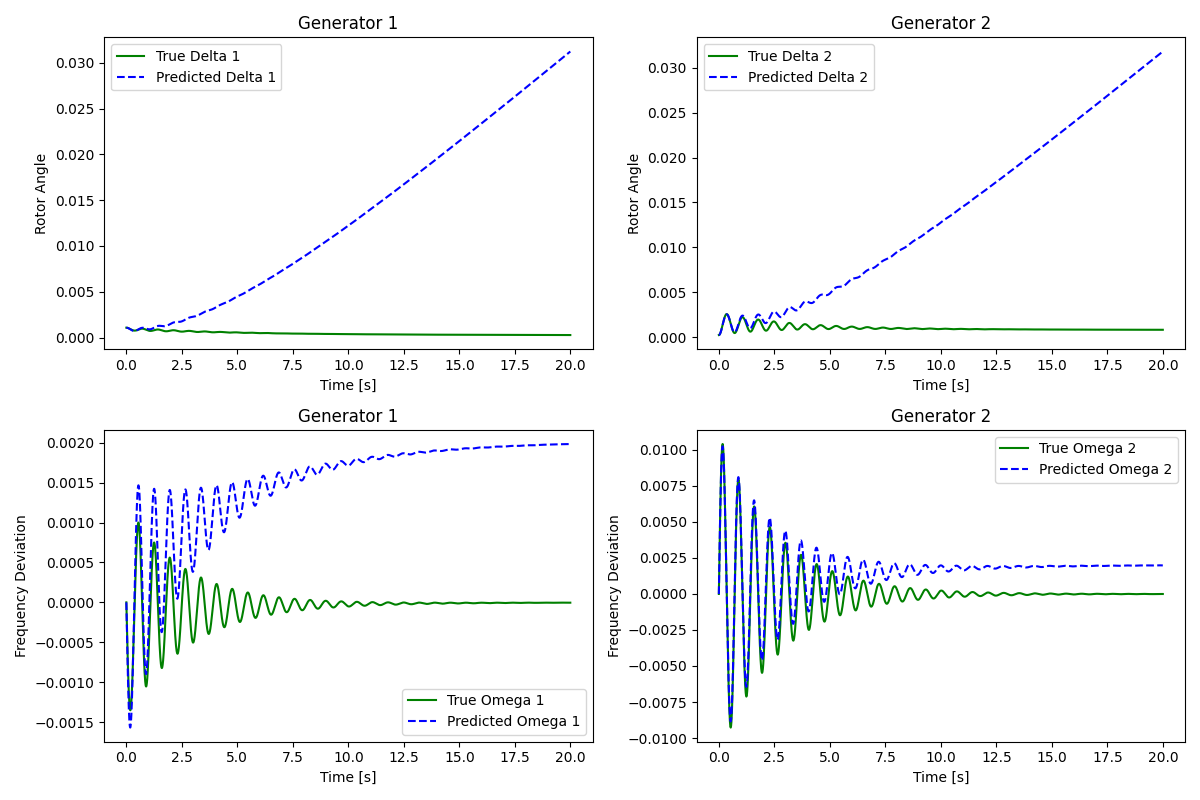 Generator 1
True Delta 1
Predicted Delta 1
0.030
0.025
0.020
0.015
0.010
0.005
0.000
Rotor Angle
0.0 2.5 5.0 7.5 10.0 12.5 15.0 17.5 20.0
Time [s]
Generator 2
True Delta 2
Predicted Delta 2
0.030
0.025
0.020
0.015
0.010
0.005
0.000
Rotor Angle
0.0 2.5 5.0 7.5 10.0 12.5 15.0 17.5 20.0
Time [s]
Generator 1
0.0020
0.0015
0.0010
0.0005
0.0000
−0.0005
−0.0010
−0.0015
Frequency Deviation
True Omega 1
Predicted Omega 1
0.0 2.5 5.0 7.5 10.0 12.5 15.0 17.5 20.0
Time [s]
Generator 2
True Omega 2
Predicted Omega 2
0.0100
0.0075
0.0050
0.0025
0.0000
−0.0025
−0.0050
−0.0075
−0.0100
Frequency Deviation
0.0 2.5 5.0 7.5 10.0 12.5 15.0 17.5 20.0
Time [s]